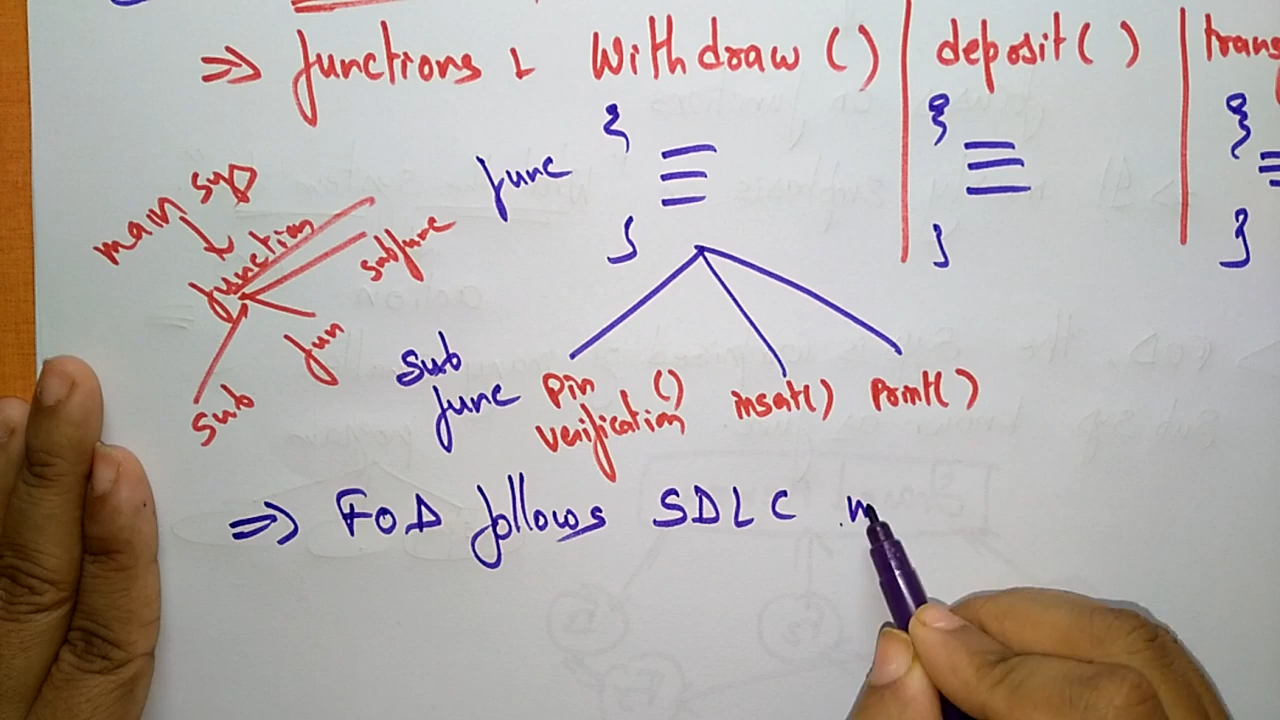 ⇒ functions withdraw() | deposit() | trans
{ { {
func
} } }
main sys
function
subfunc
fun
sub
sub func
pin verification() insert() print()
⇒ FOD follows SDLC m